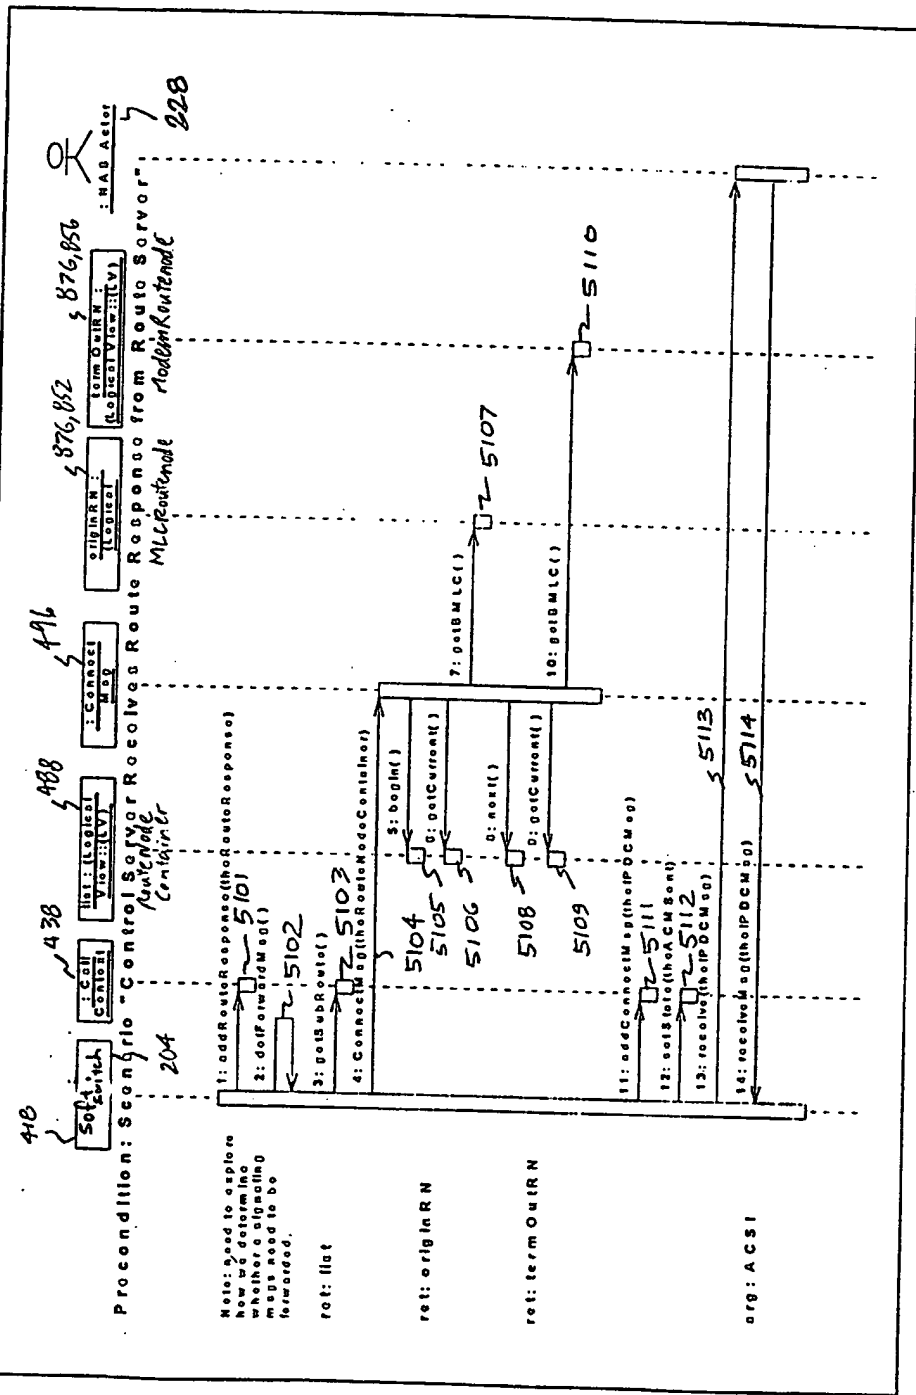 418
Soft.
switch
204
438
: Call
Context
488
list : (Logical
View::(LV)
RouteNode
Container
496
: Connect
Msg
876,852
originRN :
(Logical
MLCRoutenode
876,856
termOutRN :
(Logical View::(LV)
ModemRoutenode
: NAS Actor
228
Precondition: Scenario "Control Server Receives Route Response from Route Server"
Note: need to explore
how we determine
whether a signaling
msgs need to be
forwarded.
1: addRouteResponse(theRouteResponse)
5101
2: dotForwardMsg()
5102
ret: list
3: getSubRoute()
5103
4: ConnectMsg(theRouteNodeContainer)
5104
5: begin()
5105
ret: originRN
6: getCurrent()
5106
7: getBMLC()
5107
8: next()
5108
ret: termOutRN
9: getCurrent()
5109
10: getBMLC()
5110
11: addConnectMsg(theIPDCMsg)
5111
12: setState(theACMSent)
5112
13: receive(theIPDCMsg)
5113
arg: ACSI
14: receiveMsg(theIPDCMsg)
5114